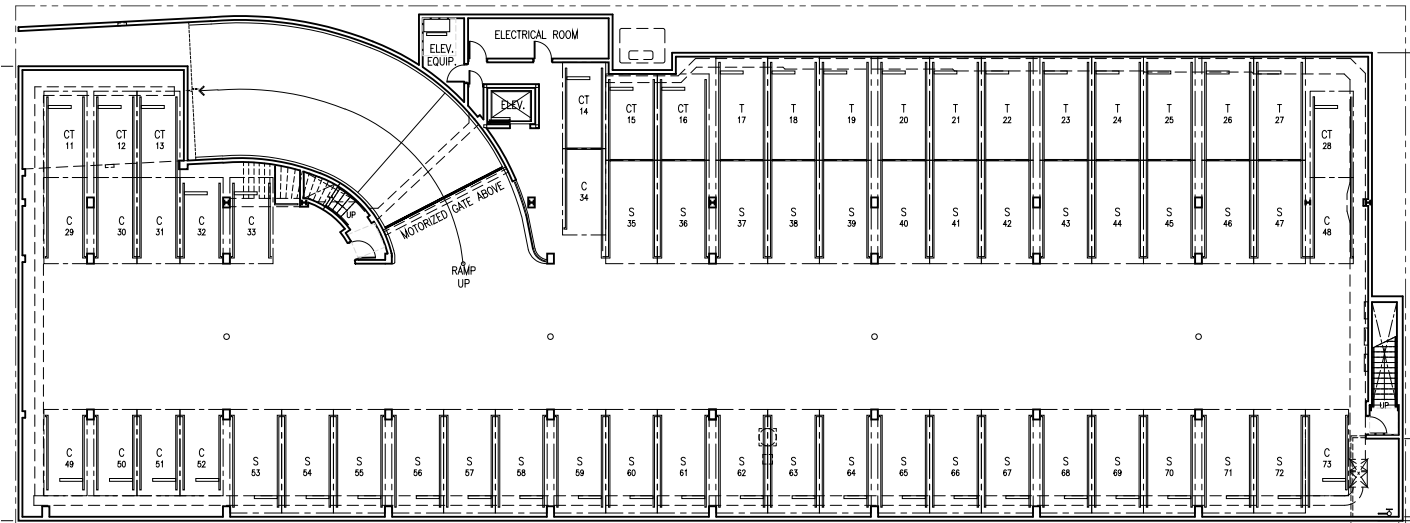 ELECTRICAL ROOM
ELEV.
EQUIP.
ELEV.
CT
11
CT
12
CT
13
CT
14
CT
15
CT
16
T
17
T
18
T
19
T
20
T
21
T
22
T
23
T
24
T
25
T
26
T
27
CT
28
C
29
C
30
C
31
C
32
C
33
UP
MOTORIZED GATE ABOVE
RAMP
UP
C
34
S
35
S
36
S
37
S
38
S
39
S
40
S
41
S
42
S
43
S
44
S
45
S
46
S
47
C
48
UP
C
49
C
50
C
51
C
52
S
53
S
54
S
55
S
56
S
57
S
58
S
59
S
60
S
61
S
62
S
63
S
64
S
65
S
66
S
67
S
68
S
69
S
70
S
71
S
72
C
73